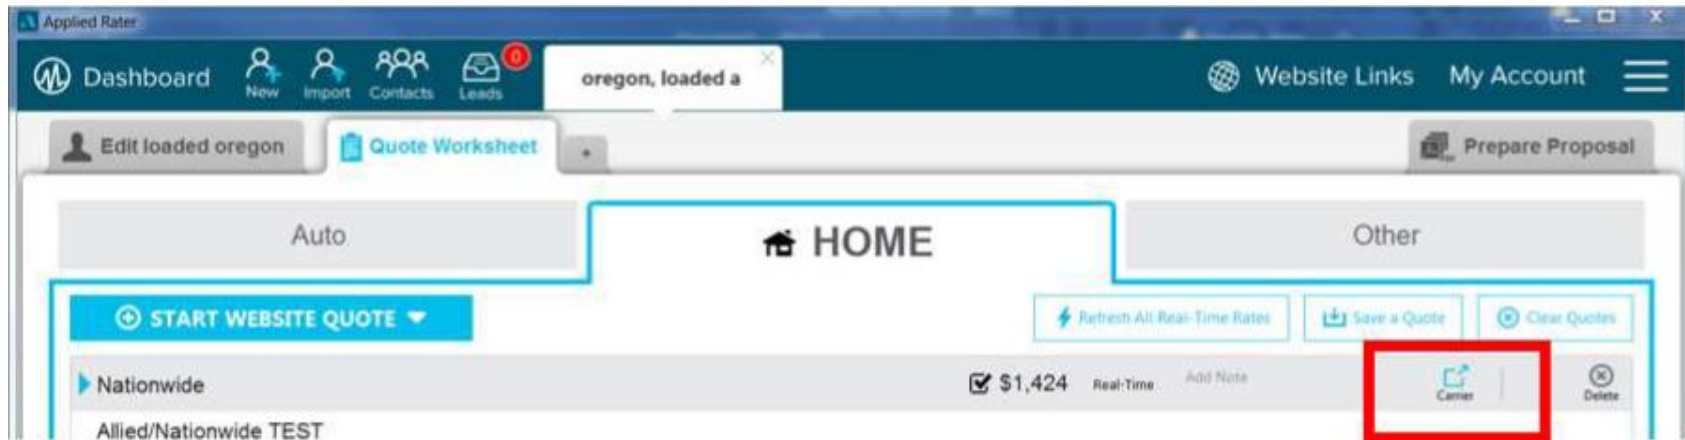 Applied Rater
Dashboard New Import Contacts Leads 0 oregon, loaded a Website Links My Account
Edit loaded oregon Quote Worksheet + Prepare Proposal
Auto HOME Other
START WEBSITE QUOTE Refresh All Real-Time Rates Save a Quote Clear Quotes
Nationwide $1,424 Real-Time Add Note Carrier Delete
Allied/Nationwide TEST